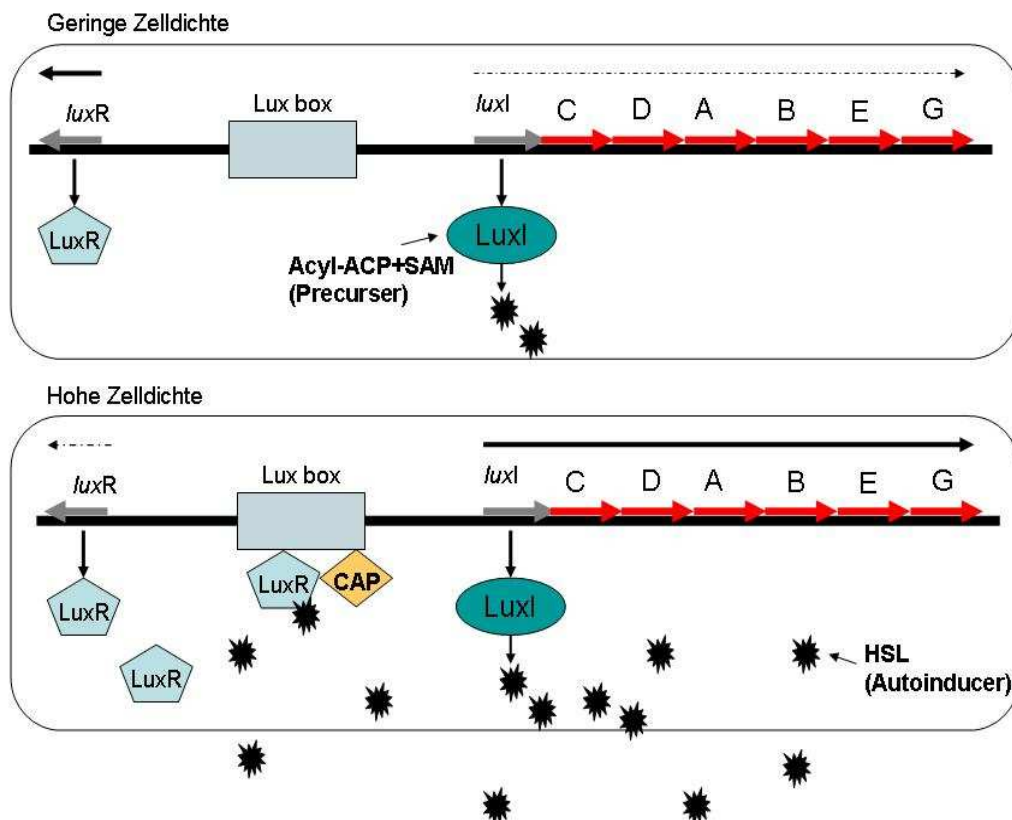 Geringe Zelldichte
luxR
Lux box
luxI
C D A B E G
LuxR
LuxI
Acyl-ACP+SAM
(Precurser)
Hohe Zelldichte
luxR
Lux box
luxI
C D A B E G
LuxR
LuxR
CAP
LuxI
LuxR
HSL
(Autoinducer)